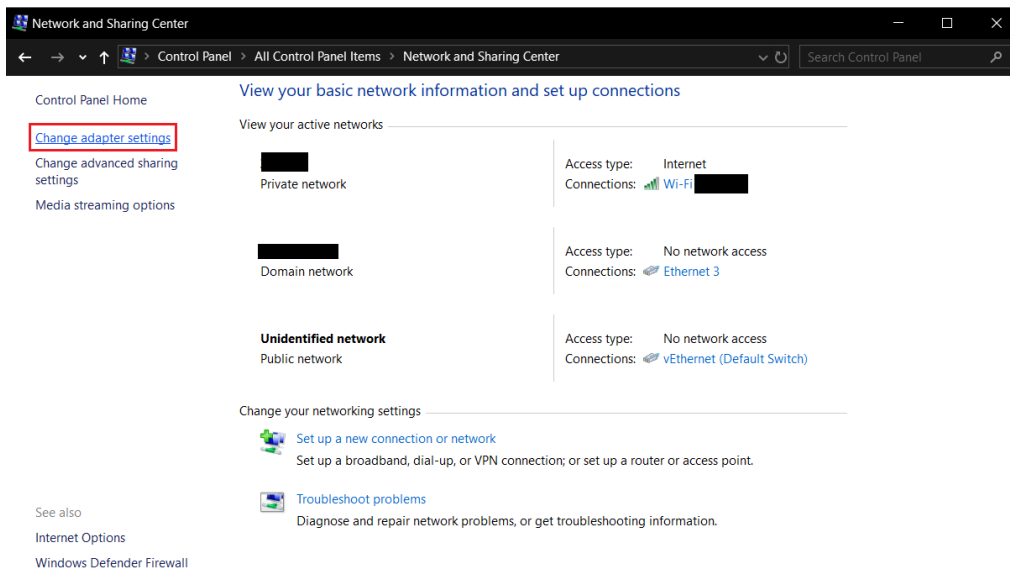 Network and Sharing Center
Control Panel > All Control Panel Items > Network and Sharing Center
Search Control Panel
Control Panel Home
Change adapter settings
Change advanced sharing
settings
Media streaming options
View your basic network information and set up connections
View your active networks
Private network
Access type: Internet
Connections: Wi-Fi
Domain network
Access type: No network access
Connections: Ethernet 3
Unidentified network
Public network
Access type: No network access
Connections: vEthernet (Default Switch)
Change your networking settings
Set up a new connection or network
Set up a broadband, dial-up, or VPN connection; or set up a router or access point.
Troubleshoot problems
Diagnose and repair network problems, or get troubleshooting information.
See also
Internet Options
Windows Defender Firewall